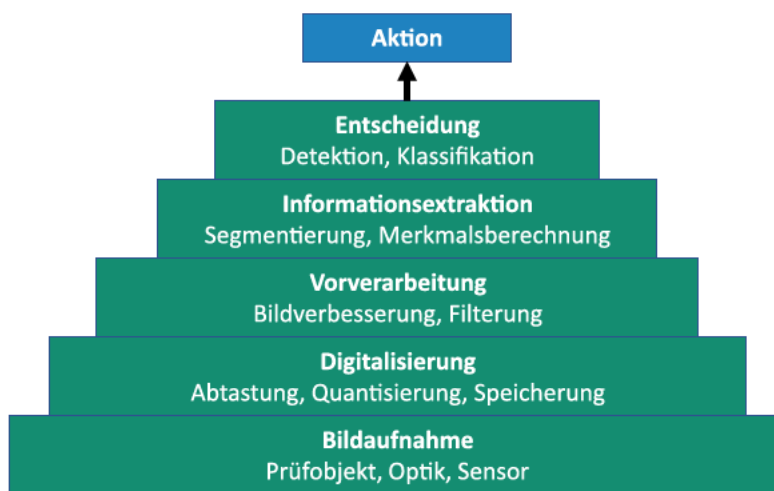 Aktion
Entscheidung
Detektion, Klassifikation
Informationsextraktion
Segmentierung, Merkmalsberechnung
Vorverarbeitung
Bildverbesserung, Filterung
Digitalisierung
Abtastung, Quantisierung, Speicherung
Bildaufnahme
Prüfobjekt, Optik, Sensor